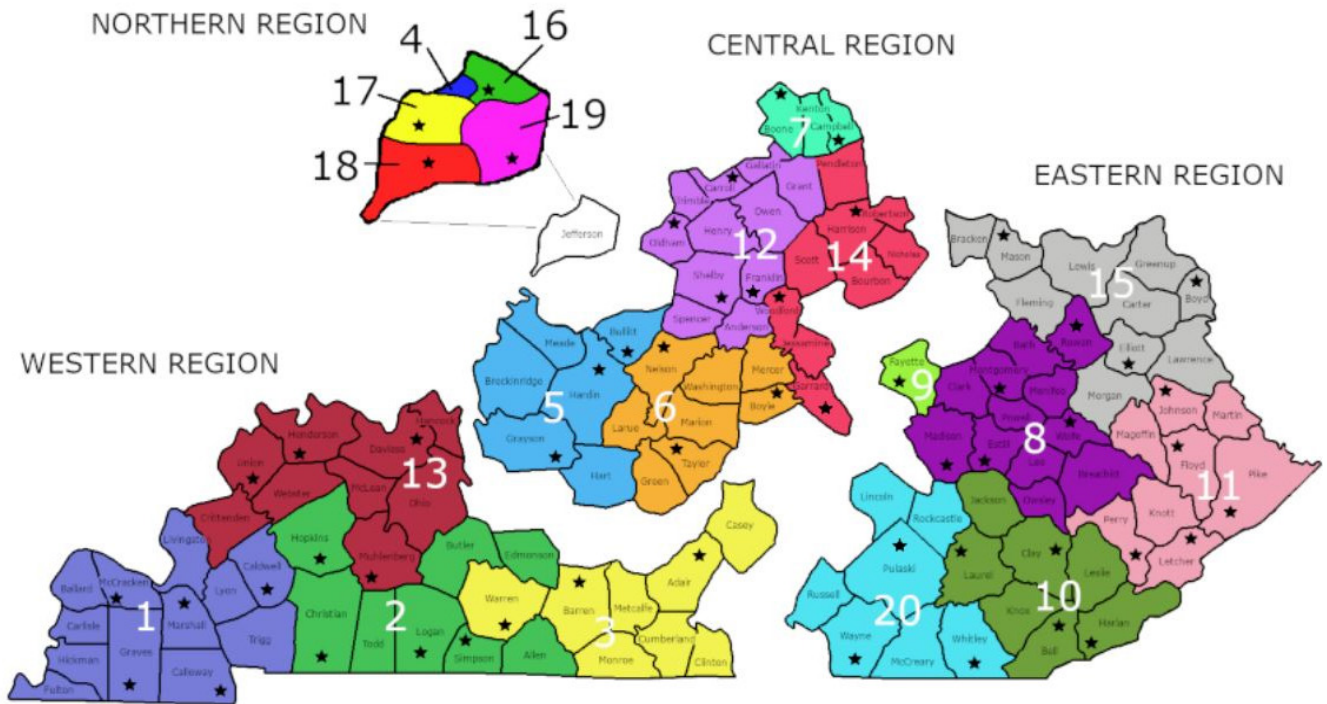 NORTHERN REGION
4
16
17
19
18
Jefferson
CENTRAL REGION
Kenton
Boone
Campbell
7
Gallatin
Pendleton
Carroll
Grant
Trimble
Owen
Robertson
Oldham
Henry
Harrison
12
14
Nicholas
Scott
Shelby
Franklin
Bourbon
Woodford
Spencer
Anderson
Jessamine
Garrard
Bullitt
Meade
Breckinridge
Hardin
5
Grayson
Hart
Nelson
Washington
Mercer
Boyle
6
Larue
Marion
Taylor
Green
EASTERN REGION
Bracken
Mason
Lewis
Greenup
15
Fleming
Carter
Boyd
Elliott
Lawrence
Morgan
Fayette
9
Bath
Rowan
Montgomery
Clark
Menifee
Powell
Madison
Estill
Wolfe
8
Lee
Breathitt
Owsley
Johnson
Martin
Magoffin
Floyd
Pike
11
Knott
Perry
Letcher
Lincoln
Rockcastle
Pulaski
Russell
20
Wayne
McCreary
Whitley
Jackson
Clay
Laurel
Leslie
Knox
10
Harlan
Bell
WESTERN REGION
Hancock
Henderson
Daviess
Union
13
McLean
Webster
Ohio
Crittenden
Muhlenberg
Livingston
Hopkins
Butler
Edmonson
Casey
McCracken
Caldwell
Ballard
Lyon
Adair
Carlisle
1
Marshall
Christian
2
Warren
Barren
Metcalfe
Graves
Trigg
Todd
Logan
3
Hickman
Cumberland
Fulton
Calloway
Simpson
Allen
Monroe
Clinton